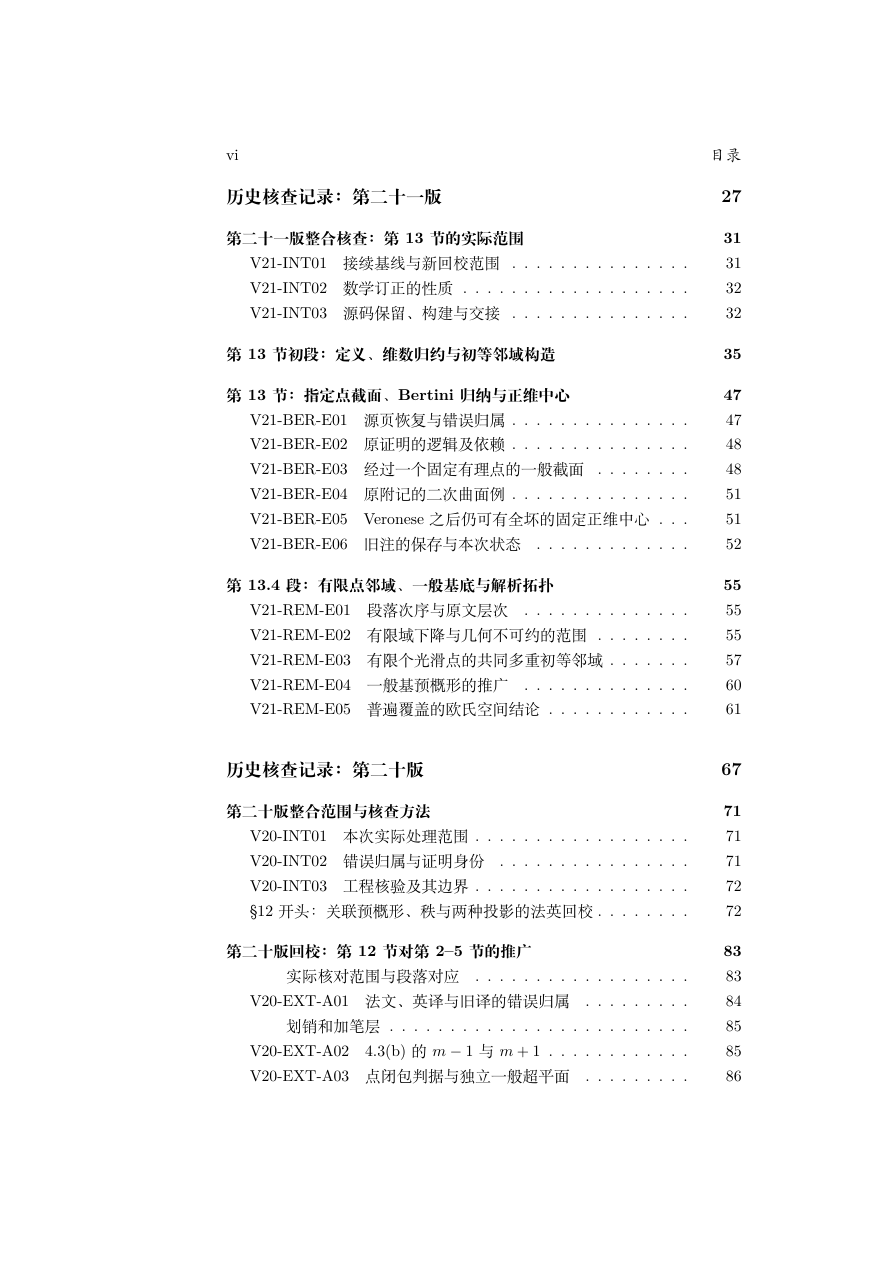 vi 目录
历史核查记录：第二十一版 27
第二十一版整合核查：第 13 节的实际范围 31
V21-INT01 接续基线与新回校范围 . . . . . . . . . . . . . . . 31
V21-INT02 数学订正的性质 . . . . . . . . . . . . . . . . . . . 32
V21-INT03 源码保留、构建与交接 . . . . . . . . . . . . . . . 32
第 13 节初段：定义、维数归约与初等邻域构造 35
第 13 节：指定点截面、Bertini 归纳与正维中心 47
V21-BER-E01 源页恢复与错误归属 . . . . . . . . . . . . . . . 47
V21-BER-E02 原证明的逻辑及依赖 . . . . . . . . . . . . . . . 48
V21-BER-E03 经过一个固定有理点的一般截面 . . . . . . . . 48
V21-BER-E04 原附记的二次曲面例 . . . . . . . . . . . . . . . 51
V21-BER-E05 Veronese 之后仍可有全坏的固定正维中心 . . . 51
V21-BER-E06 旧注的保存与本次状态 . . . . . . . . . . . . . 52
第 13.4 段：有限点邻域、一般基底与解析拓扑 55
V21-REM-E01 段落次序与原文层次 . . . . . . . . . . . . . . 55
V21-REM-E02 有限域下降与几何不可约的范围 . . . . . . . . 55
V21-REM-E03 有限个光滑点的共同多重初等邻域 . . . . . . . 57
V21-REM-E04 一般基预概形的推广 . . . . . . . . . . . . . . 60
V21-REM-E05 普遍覆盖的欧氏空间结论 . . . . . . . . . . . . 61
历史核查记录：第二十版 67
第二十版整合范围与核查方法 71
V20-INT01 本次实际处理范围 . . . . . . . . . . . . . . . . . . 71
V20-INT02 错误归属与证明身份 . . . . . . . . . . . . . . . . 71
V20-INT03 工程核验及其边界 . . . . . . . . . . . . . . . . . . 72
§12 开头：关联预概形、秩与两种投影的法英回校 . . . . . . . . 72
第二十版回校：第 12 节对第 2–5 节的推广 83
实际核对范围与段落对应 . . . . . . . . . . . . . . . . . . 83
V20-EXT-A01 法文、英译与旧译的错误归属 . . . . . . . . . 84
划销和加笔层 . . . . . . . . . . . . . . . . . . . . . . . . . 85
V20-EXT-A02 4.3(b) 的 m − 1 与 m + 1 . . . . . . . . . . . . 85
V20-EXT-A03 点闭包判据与独立一般超平面 . . . . . . . . . 86